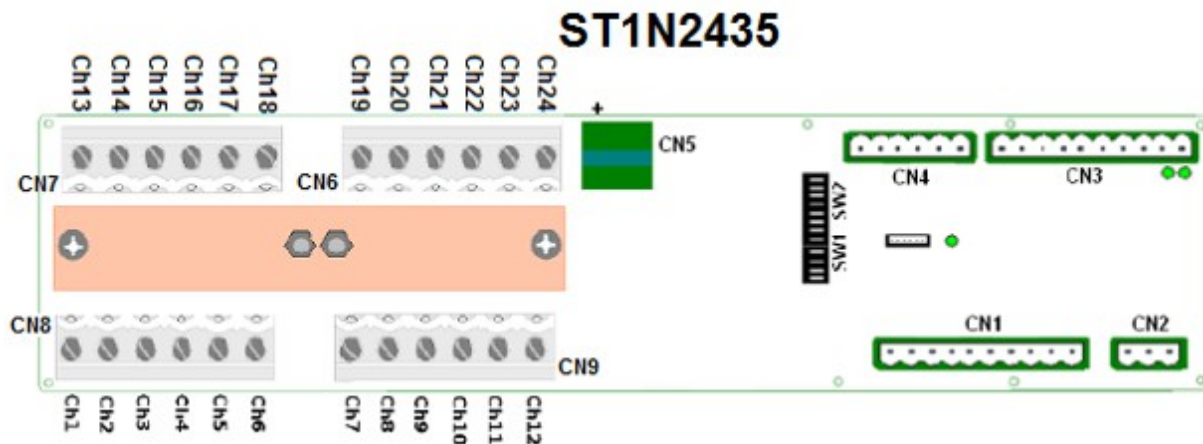 ST1N2435
Ch13 Ch14 Ch15 Ch16 Ch17 Ch18 Ch19 Ch20 Ch21 Ch22 Ch23 Ch24
+
CN5
CN7 CN6 CN4 CN3
SW2
SW1
CN8 CN1 CN2
CN9
Ch1 Ch2 Ch3 Ch4 Ch5 Ch6 Ch7 Ch8 Ch9 Ch10 Ch11 Ch12